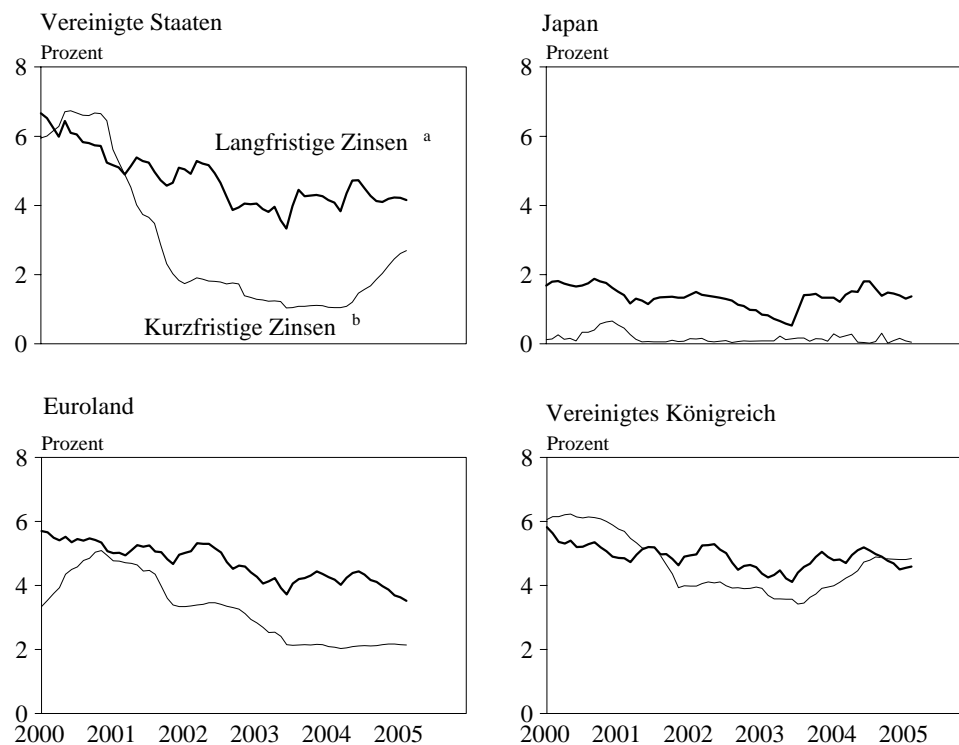 Vereinigte Staaten
Prozent
8
6
4
2
0
Langfristige Zinsen a
Kurzfristige Zinsen b
Japan
Prozent
8
6
4
2
0
Euroland
Prozent
8
6
4
2
0
2000 2001 2002 2003 2004 2005
Vereinigtes Königreich
Prozent
8
6
4
2
0
2000 2001 2002 2003 2004 2005